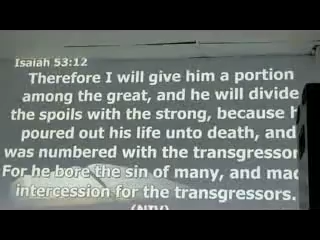 Isaiah 53:12
Therefore I will give him a portion
among the great, and he will divide
the spoils with the strong, because h
poured out his life unto death, and
was numbered with the transgressor
For he bore the sin of many, and mad
intercession for the transgressors.